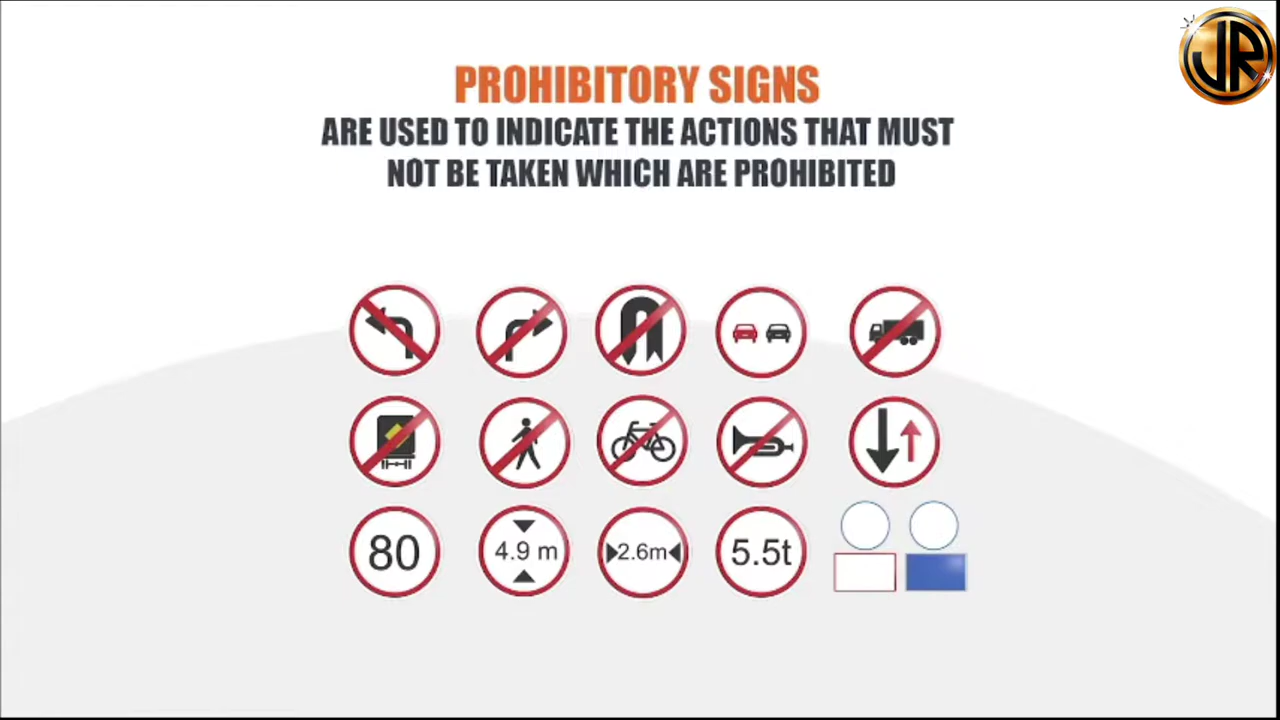 JR
PROHIBITORY SIGNS
ARE USED TO INDICATE THE ACTIONS THAT MUST
NOT BE TAKEN WHICH ARE PROHIBITED
80
4.9 m
2.6m
5.5t